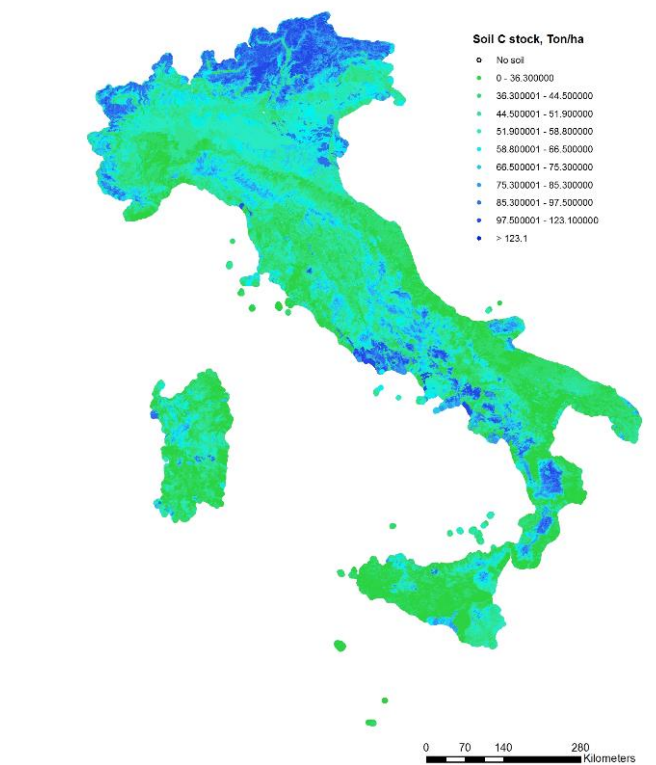 Soil C stock, Ton/ha
No soil
0 - 36.300000
36.300001 - 44.500000
44.500001 - 51.900000
51.900001 - 58.800000
58.800001 - 66.500000
66.500001 - 75.300000
75.300001 - 85.300000
85.300001 - 97.500000
97.500001 - 123.100000
> 123.1
0 70 140 280
Kilometers